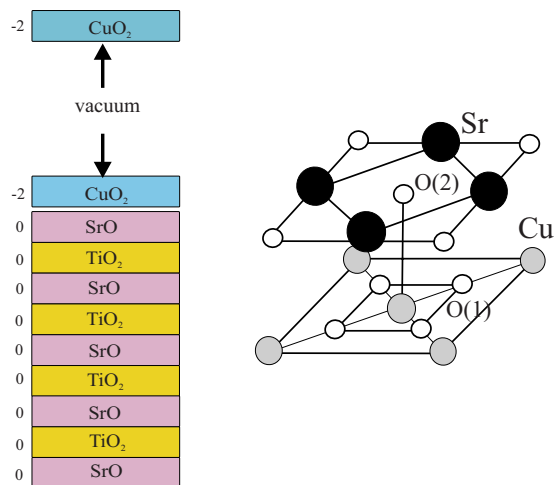 -2 CuO₂
vacuum
-2 CuO₂
0 SrO
0 TiO₂
0 SrO
0 TiO₂
0 SrO
0 TiO₂
0 SrO
0 TiO₂
0 SrO
Sr
O(2)
Cu
O(1)